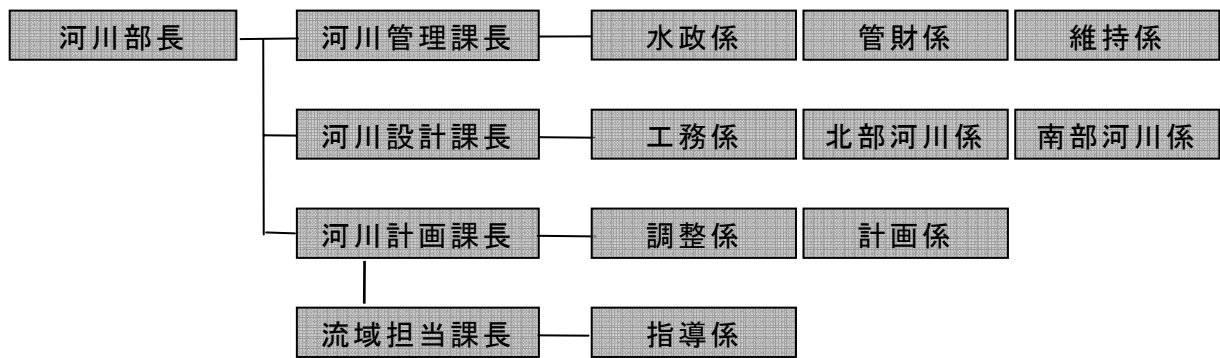 河川部長 河川管理課長 水政係 管財係 維持係
河川設計課長 工務係 北部河川係 南部河川係
河川計画課長 調整係 計画係
流域担当課長 指導係